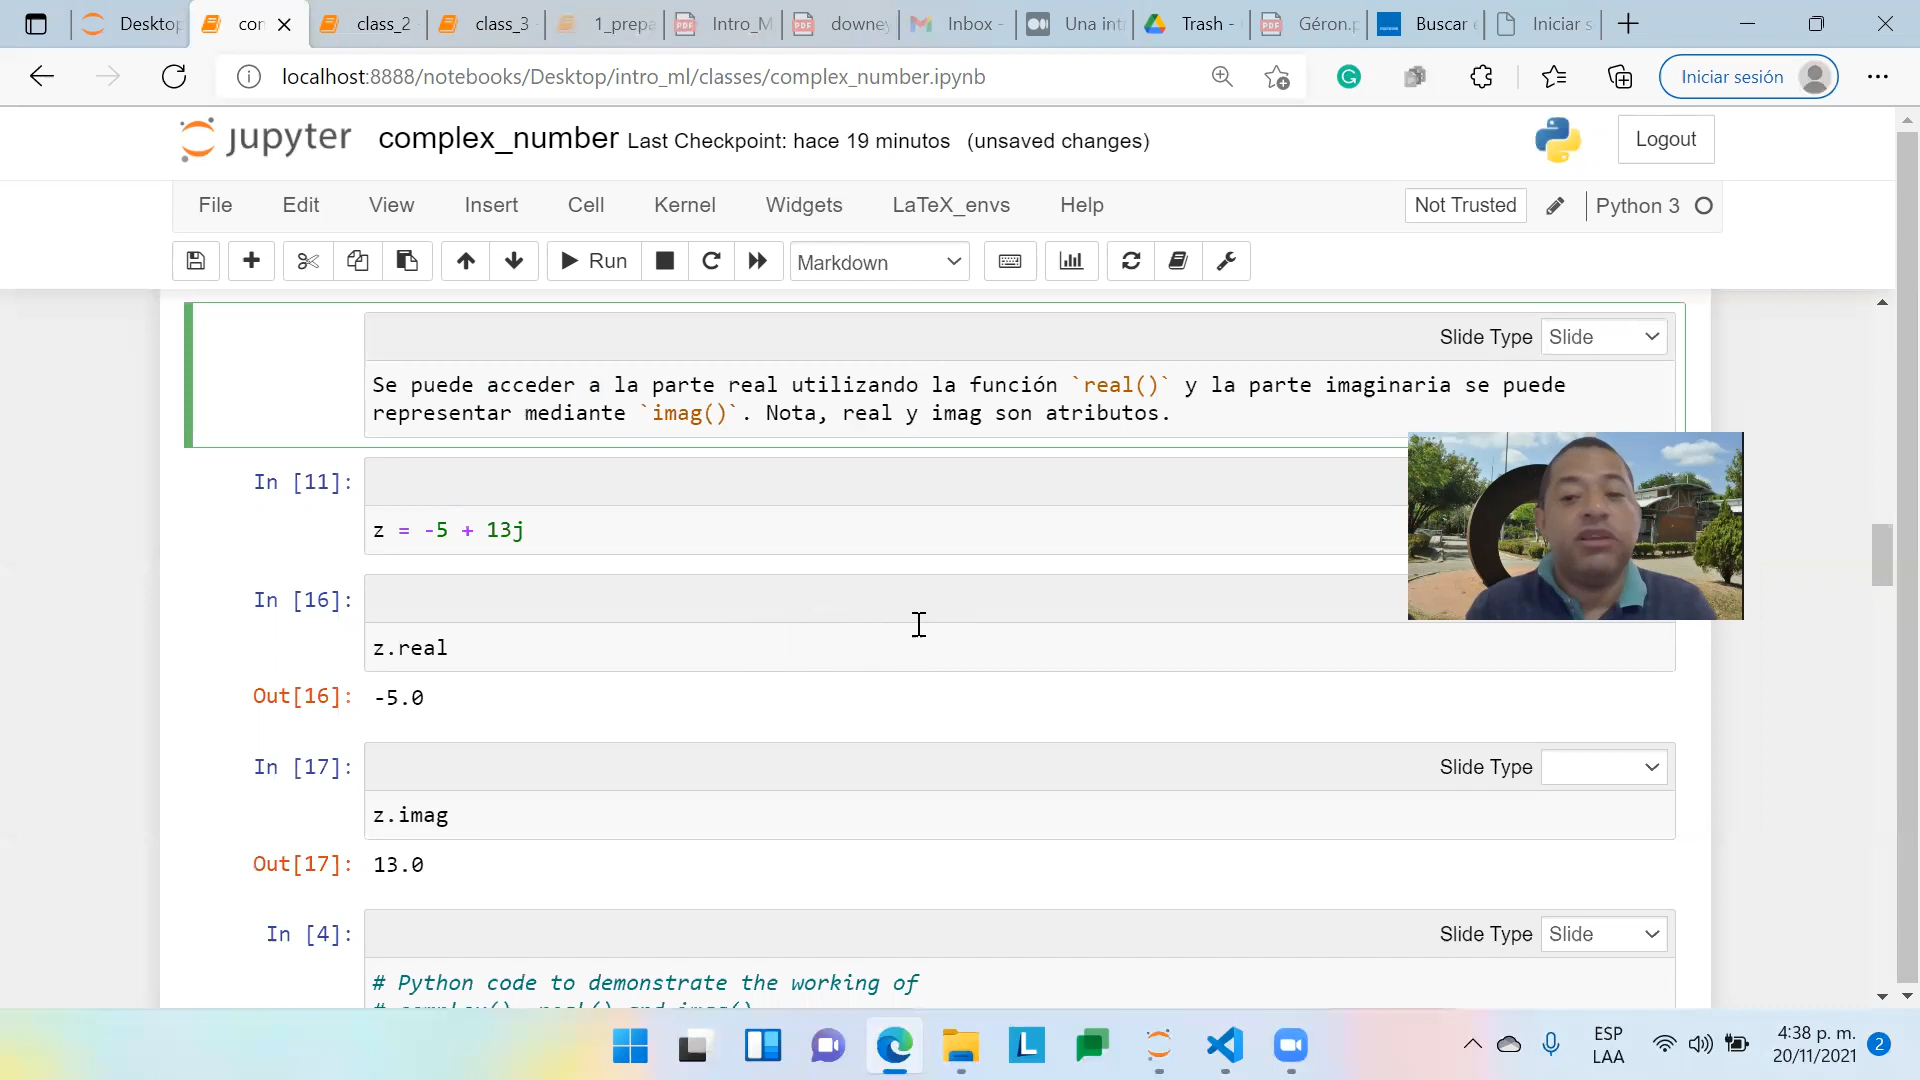 Desktop
con
class_2
class_3
1_prepa
Intro_M
downey
Inbox -
Una int
Trash -
Géron.p
Buscar
Iniciar s
localhost:8888/notebooks/Desktop/intro_ml/classes/complex_number.ipynb
Iniciar sesión
jupyter complex_number Last Checkpoint: hace 19 minutos (unsaved changes)
Logout
File Edit View Insert Cell Kernel Widgets LaTeX_envs Help
Not Trusted
Python 3
Run
Markdown
Slide Type Slide
Se puede acceder a la parte real utilizando la función `real()` y la parte imaginaria se puede
representar mediante `imag()`. Nota, real y imag son atributos.
In [11]:
z = -5 + 13j
In [16]:
z.real
Out[16]: -5.0
In [17]:
Slide Type
z.imag
Out[17]: 13.0
In [4]:
Slide Type Slide
# Python code to demonstrate the working of
# complex(), real() and imag()
ESP
LAA
4:38 p. m.
20/11/2021
2